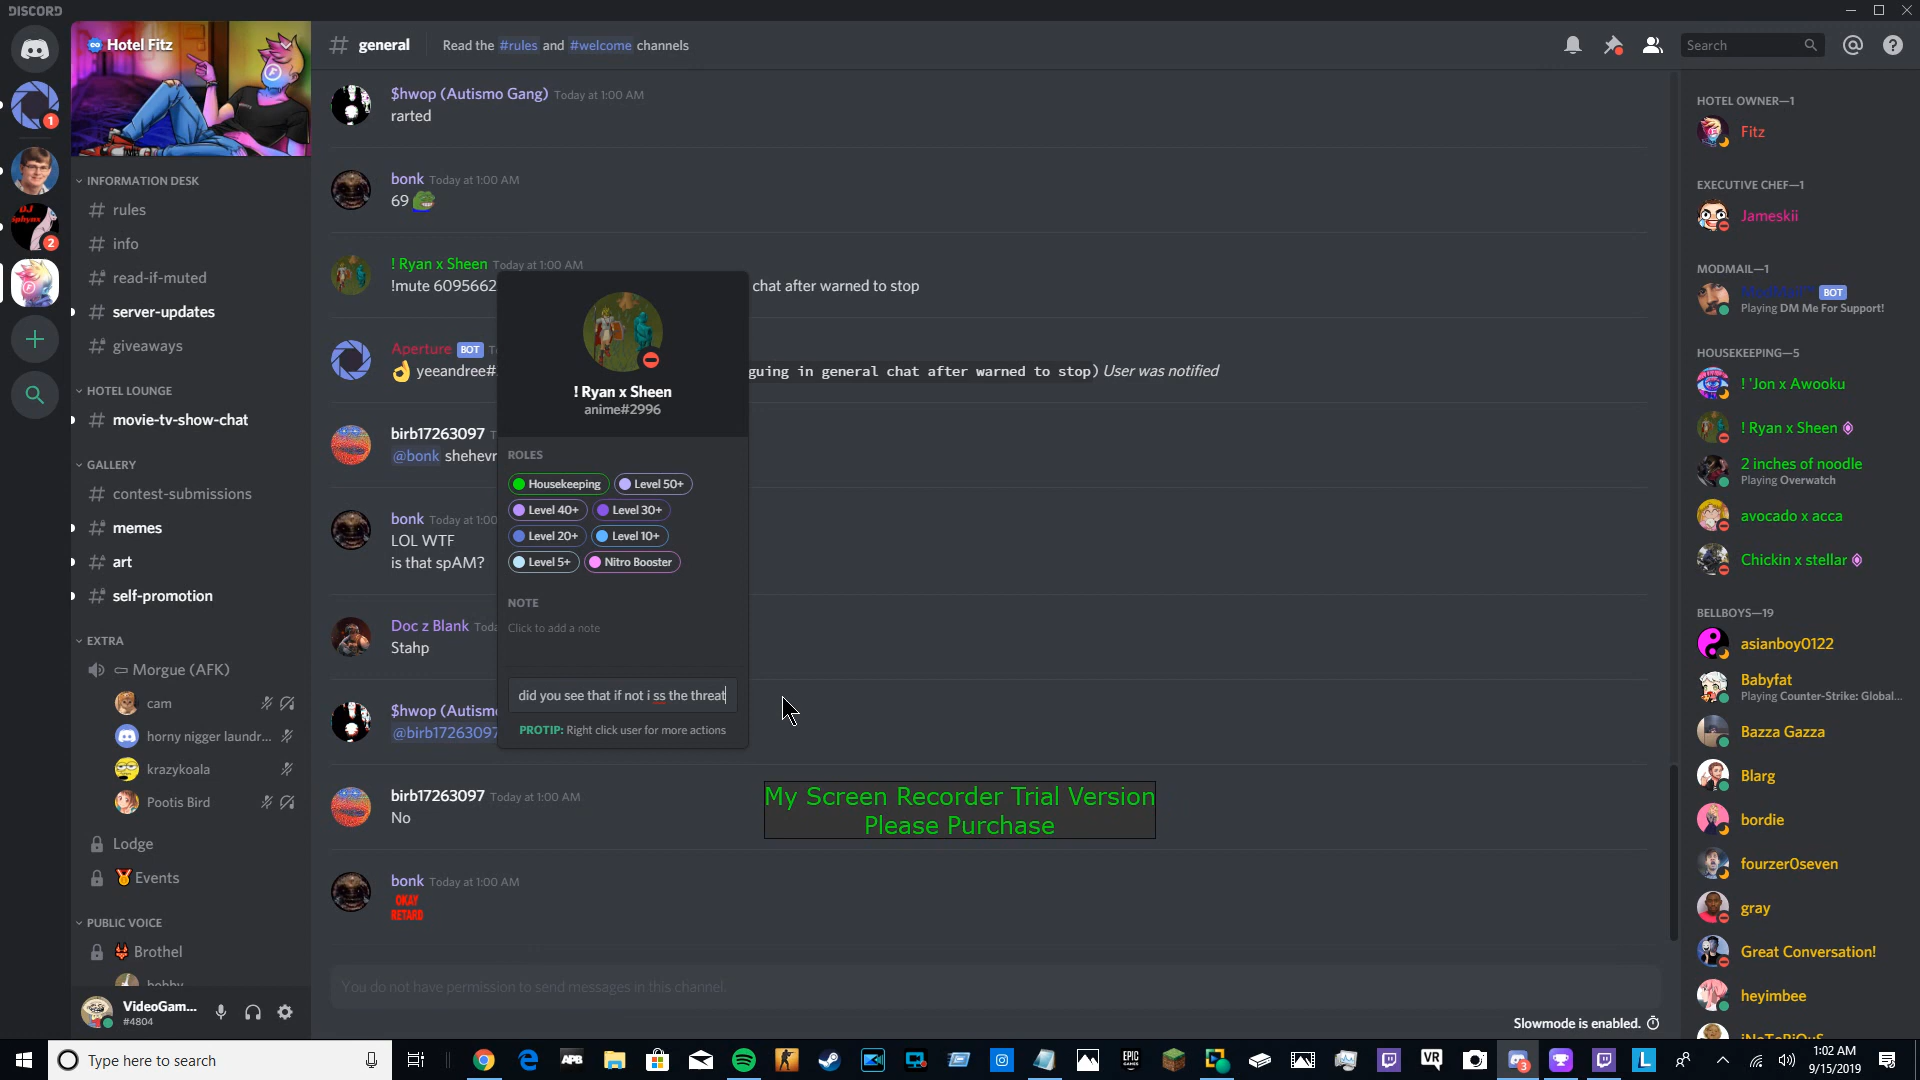 DISCORD
Hotel Fitz
general
Read the #rules and #welcome channels
Search
INFORMATION DESK
rules
info
read-if-muted
server-updates
giveaways
HOTEL LOUNGE
movie-tv-show-chat
GALLERY
contest-submissions
memes
art
self-promotion
EXTRA
Morgue (AFK)
cam
horny nigger laundr...
krazykoala
Pootis Bird
Lodge
Events
PUBLIC VOICE
Brothel
bobby
VideoGam...
#4804
1
2
$hwop (Autismo Gang) Today at 1:00 AM
rarted
bonk Today at 1:00 AM
69
! Ryan x Sheen Today at 1:00 AM
!mute 6095662 chat after warned to stop
Aperture BOT
yeeandree# guing in general chat after warned to stop) User was notified
birb17263097
@bonk shehevr
bonk Today at 1:00
LOL WTF
is that spAM?
Doc z Blank Toda
Stahp
$hwop (Autism
@birb17263097
birb17263097 Today at 1:00 AM
No
bonk Today at 1:00 AM
OKAY
RETARD
! Ryan x Sheen
anime#2996
ROLES
Housekeeping Level 50+
Level 40+ Level 30+
Level 20+ Level 10+
Level 5+ Nitro Booster
NOTE
Click to add a note
did you see that if not i ss the threat
PROTIP: Right click user for more actions
My Screen Recorder Trial Version
Please Purchase
You do not have permission to send messages in this channel.
Slowmode is enabled.
HOTEL OWNER—1
Fitz
EXECUTIVE CHEF—1
Jameskii
MODMAIL—1
BOT
Playing DM Me For Support!
HOUSEKEEPING—5
! 'Jon x Awooku
! Ryan x Sheen
2 inches of noodle
Playing Overwatch
avocado x acca
Chickin x stellar
BELLBOYS—19
asianboy0122
Babyfat
Playing Counter-Strike: Global...
Bazza Gazza
Blarg
bordie
fourzer0seven
gray
Great Conversation!
heyimbee
Type here to search
APB
EPIC
GAMES
VR
L
3
1:02 AM
9/15/2019